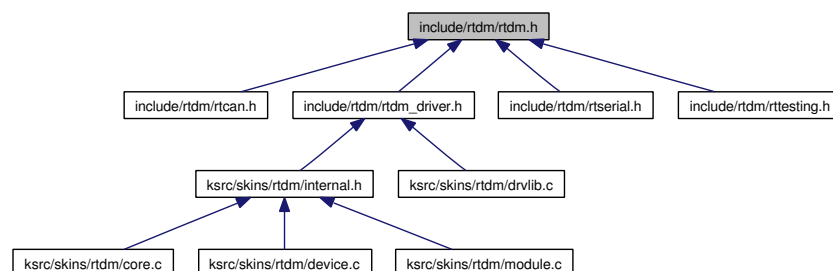 include/rtdm/rtdm.h
include/rtdm/rtcan.h
include/rtdm/rtdm_driver.h
include/rtdm/rtserial.h
include/rtdm/rttesting.h
ksrc/skins/rtdm/internal.h
ksrc/skins/rtdm/drvlib.c
ksrc/skins/rtdm/core.c
ksrc/skins/rtdm/device.c
ksrc/skins/rtdm/module.c